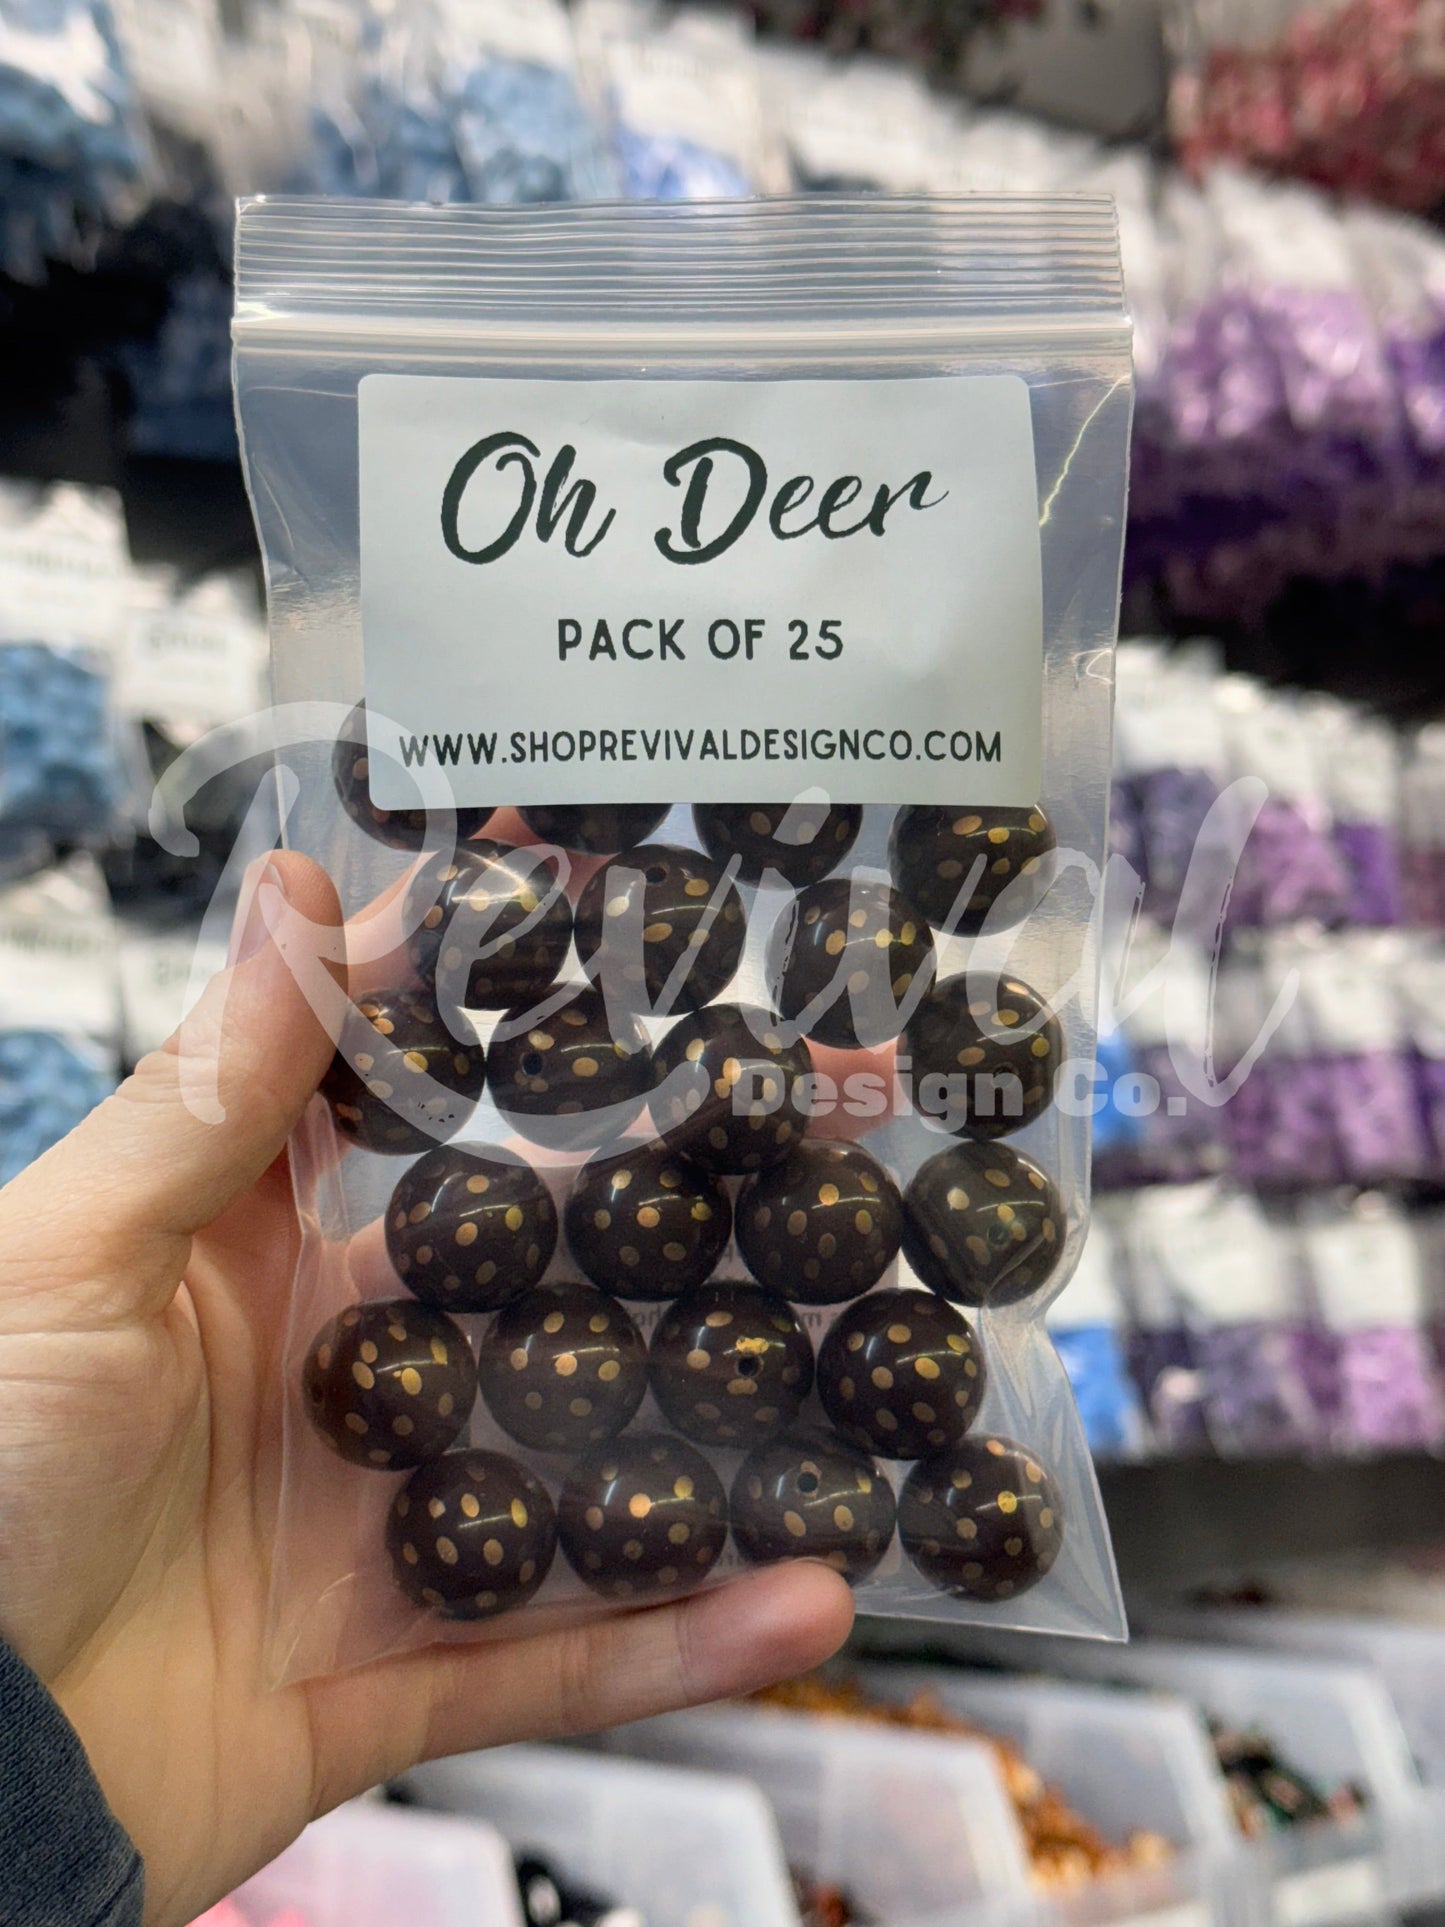 Oh Deer
PACK OF 25
WWW.SHOPREVIVALDESIGNCO.COM
Revival
Design Co.